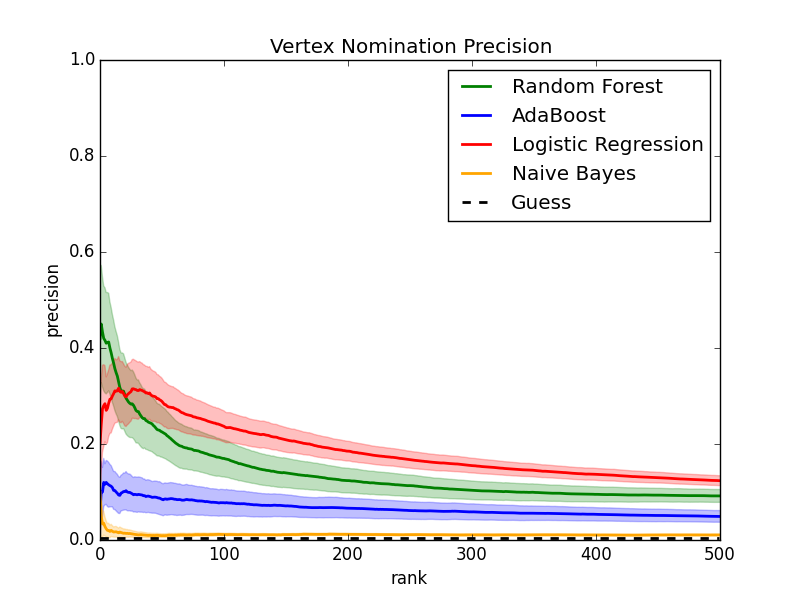 Vertex Nomination Precision
1.0
0.8
0.6
0.4
0.2
0.0
precision
Random Forest
AdaBoost
Logistic Regression
Naive Bayes
Guess
0 100 200 300 400 500
rank